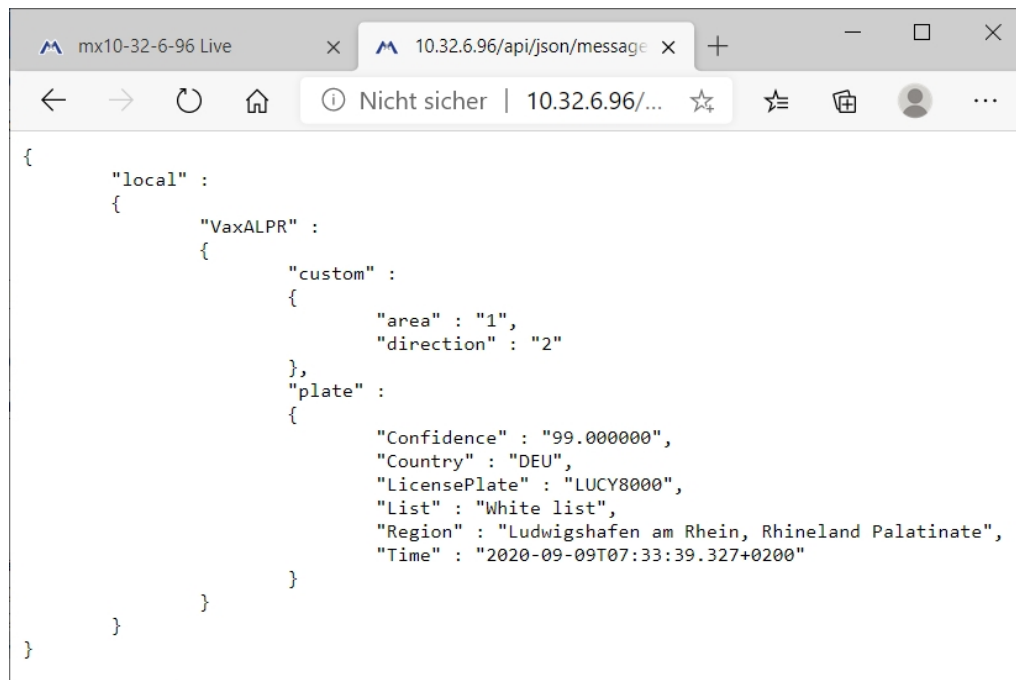 mx10-32-6-96 Live
10.32.6.96/api/json/message
Nicht sicher | 10.32.6.96/...
{
"local" :
{
"VaxALPR" :
{
"custom" :
{
"area" : "1",
"direction" : "2"
},
"plate" :
{
"Confidence" : "99.000000",
"Country" : "DEU",
"LicensePlate" : "LUCY8000",
"List" : "White list",
"Region" : "Ludwigshafen am Rhein, Rhineland Palatinate",
"Time" : "2020-09-09T07:33:39.327+0200"
}
}
}
}